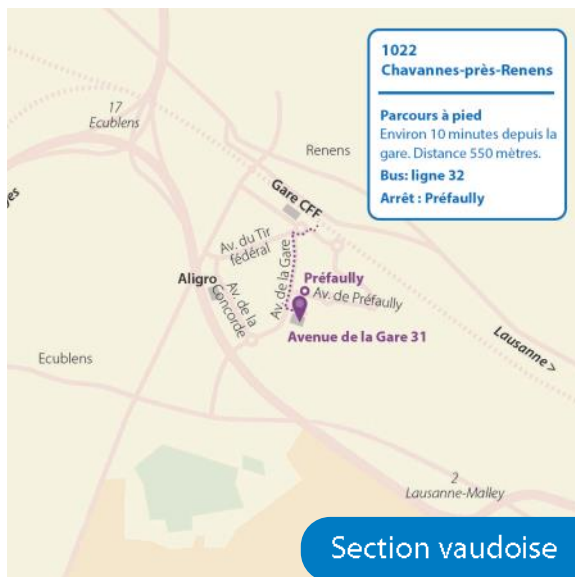 1022
Chavannes-près-Renens
Parcours à pied
Environ 10 minutes depuis la
gare. Distance 550 mètres.
Bus: ligne 32
Arrêt : Préfaully
17
Ecublens
Renens
ges
Gare CFF
Av. du Tir
fédéral
Av. de la Gare
Aligro
Av. de la
Concorde
Préfaully
Av. de Préfaully
Avenue de la Gare 31
Lausanne >
Ecublens
2
Lausanne-Malley
Section vaudoise